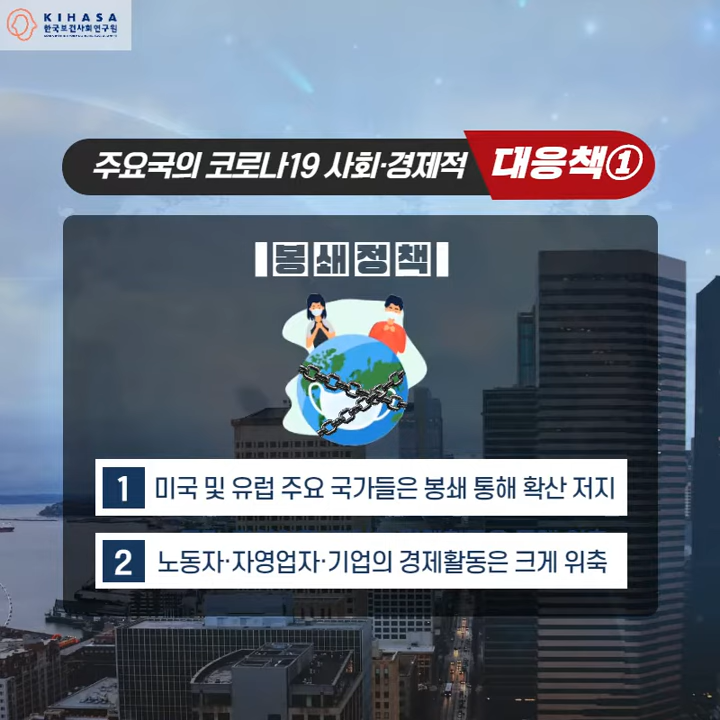 KIHASA
한국보건사회연구원
주요국의 코로나19 사회·경제적 대응책①
봉쇄정책
1 미국 및 유럽 주요 국가들은 봉쇄 통해 확산 저지
2 노동자·자영업자·기업의 경제활동은 크게 위축